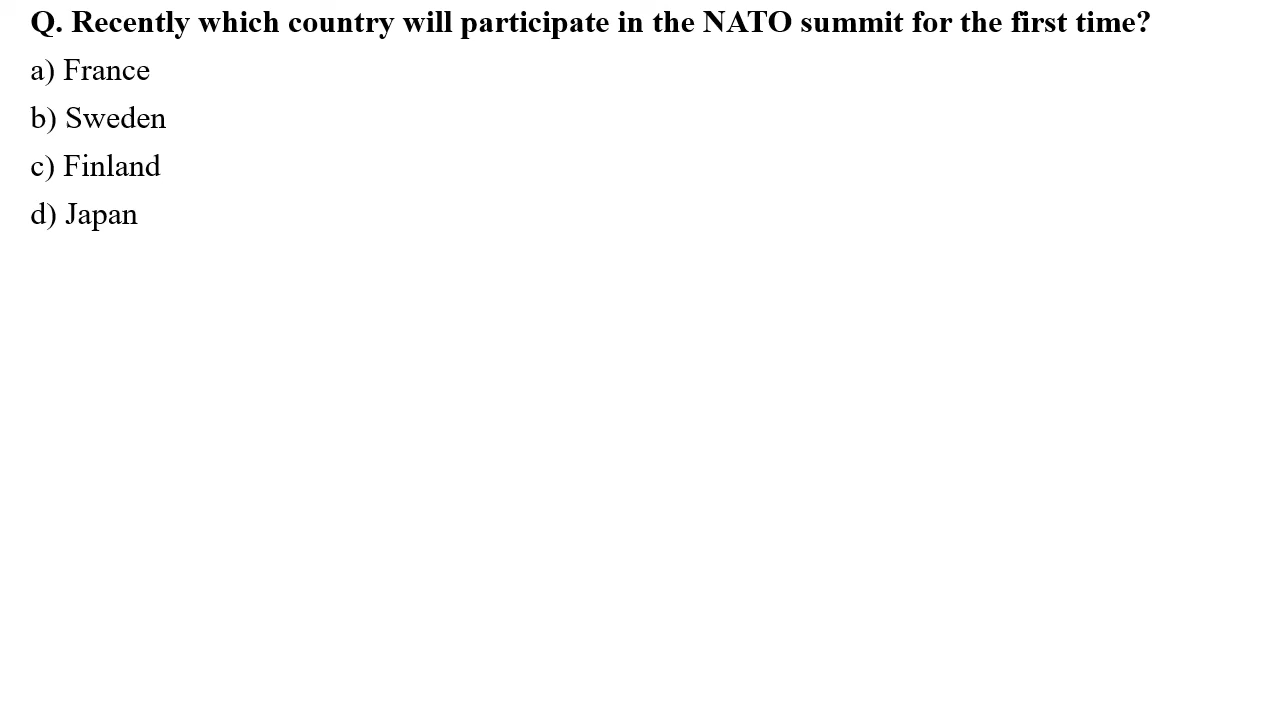 Q. Recently which country will participate in the NATO summit for the first time?
a) France
b) Sweden
c) Finland
d) Japan